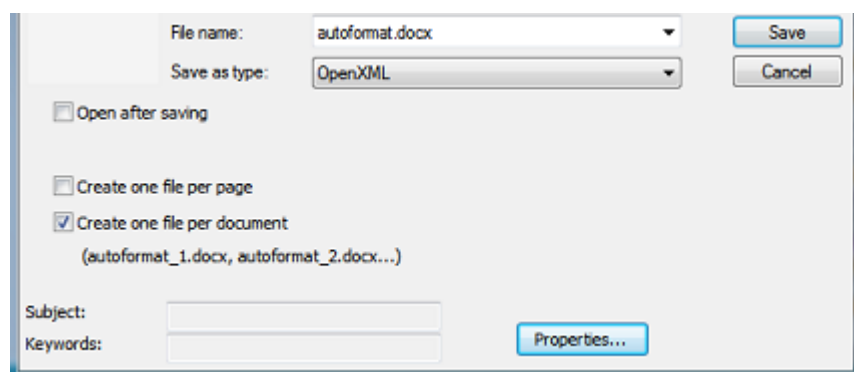 File name: autoformat.docx Save
Save as type: OpenXML Cancel
Open after saving
Create one file per page
Create one file per document
(autoformat_1.docx, autoformat_2.docx...)
Subject:
Keywords: Properties...